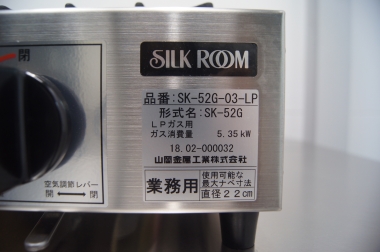 閉
SILK ROOM
品番: SK-52G-03-LP
形式名: SK-52G
LPガス用
ガス消費量 5.35 kW
18.02-000032
山岡金属工業株式会社
業務用
使用可能な
最大ナベ寸法
直径22cm
空気調節レバー
開 ← → 閉